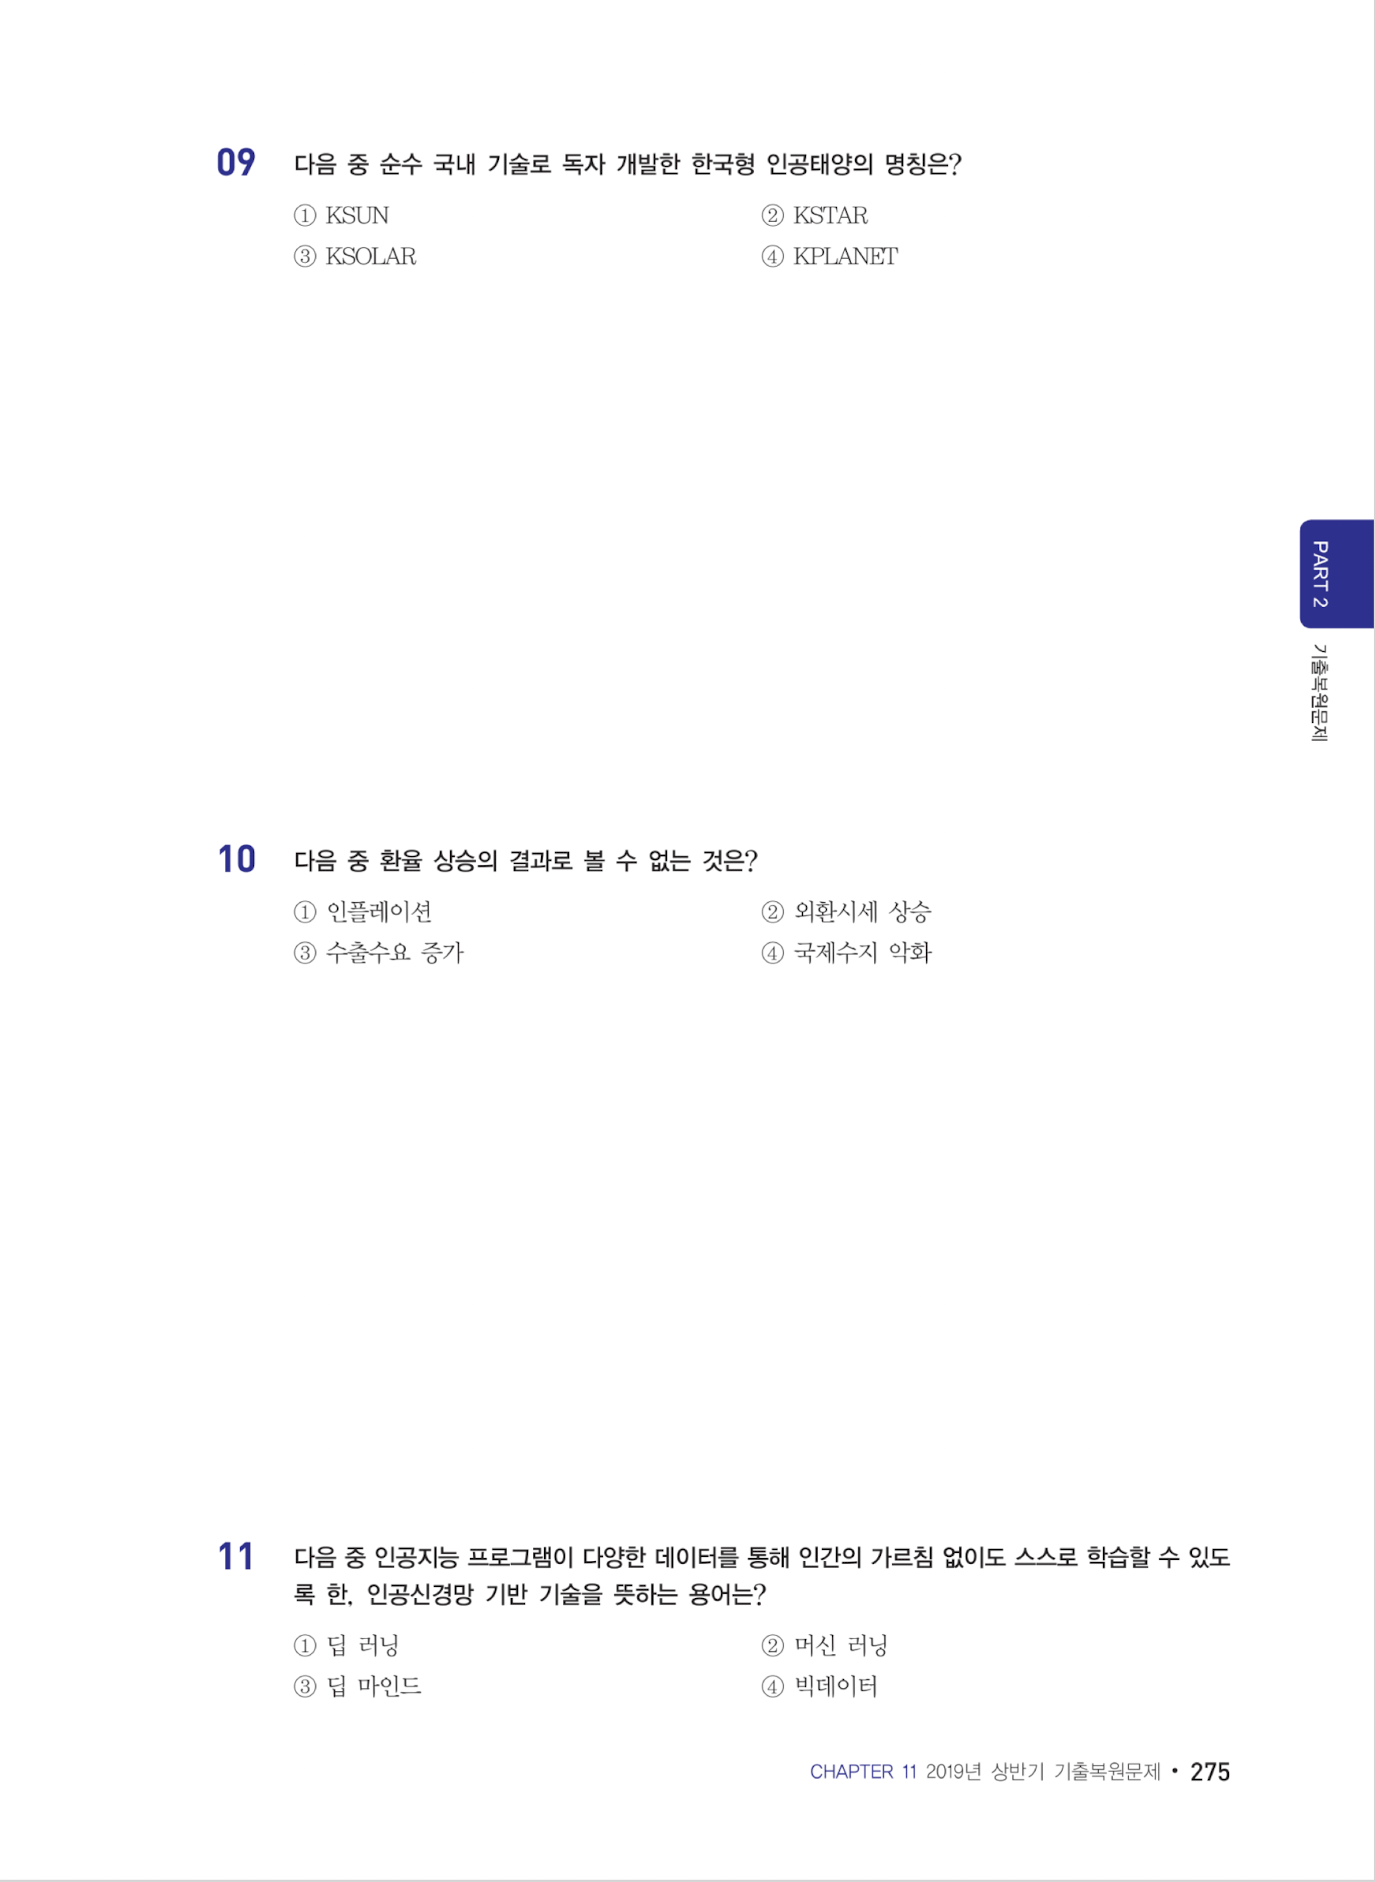 09 다음 중 순수 국내 기술로 독자 개발한 한국형 인공태양의 명칭은?
① KSUN ② KSTAR
③ KSOLAR ④ KPLANET
PART 2
기출복원문제
10 다음 중 환율 상승의 결과로 볼 수 없는 것은?
① 인플레이션 ② 외환시세 상승
③ 수출수요 증가 ④ 국제수지 악화
11 다음 중 인공지능 프로그램이 다양한 데이터를 통해 인간의 가르침 없이도 스스로 학습할 수 있도
록 한, 인공신경망 기반 기술을 뜻하는 용어는?
① 딥 러닝 ② 머신 러닝
③ 딥 마인드 ④ 빅데이터
CHAPTER 11 2019년 상반기 기출복원문제 • 275